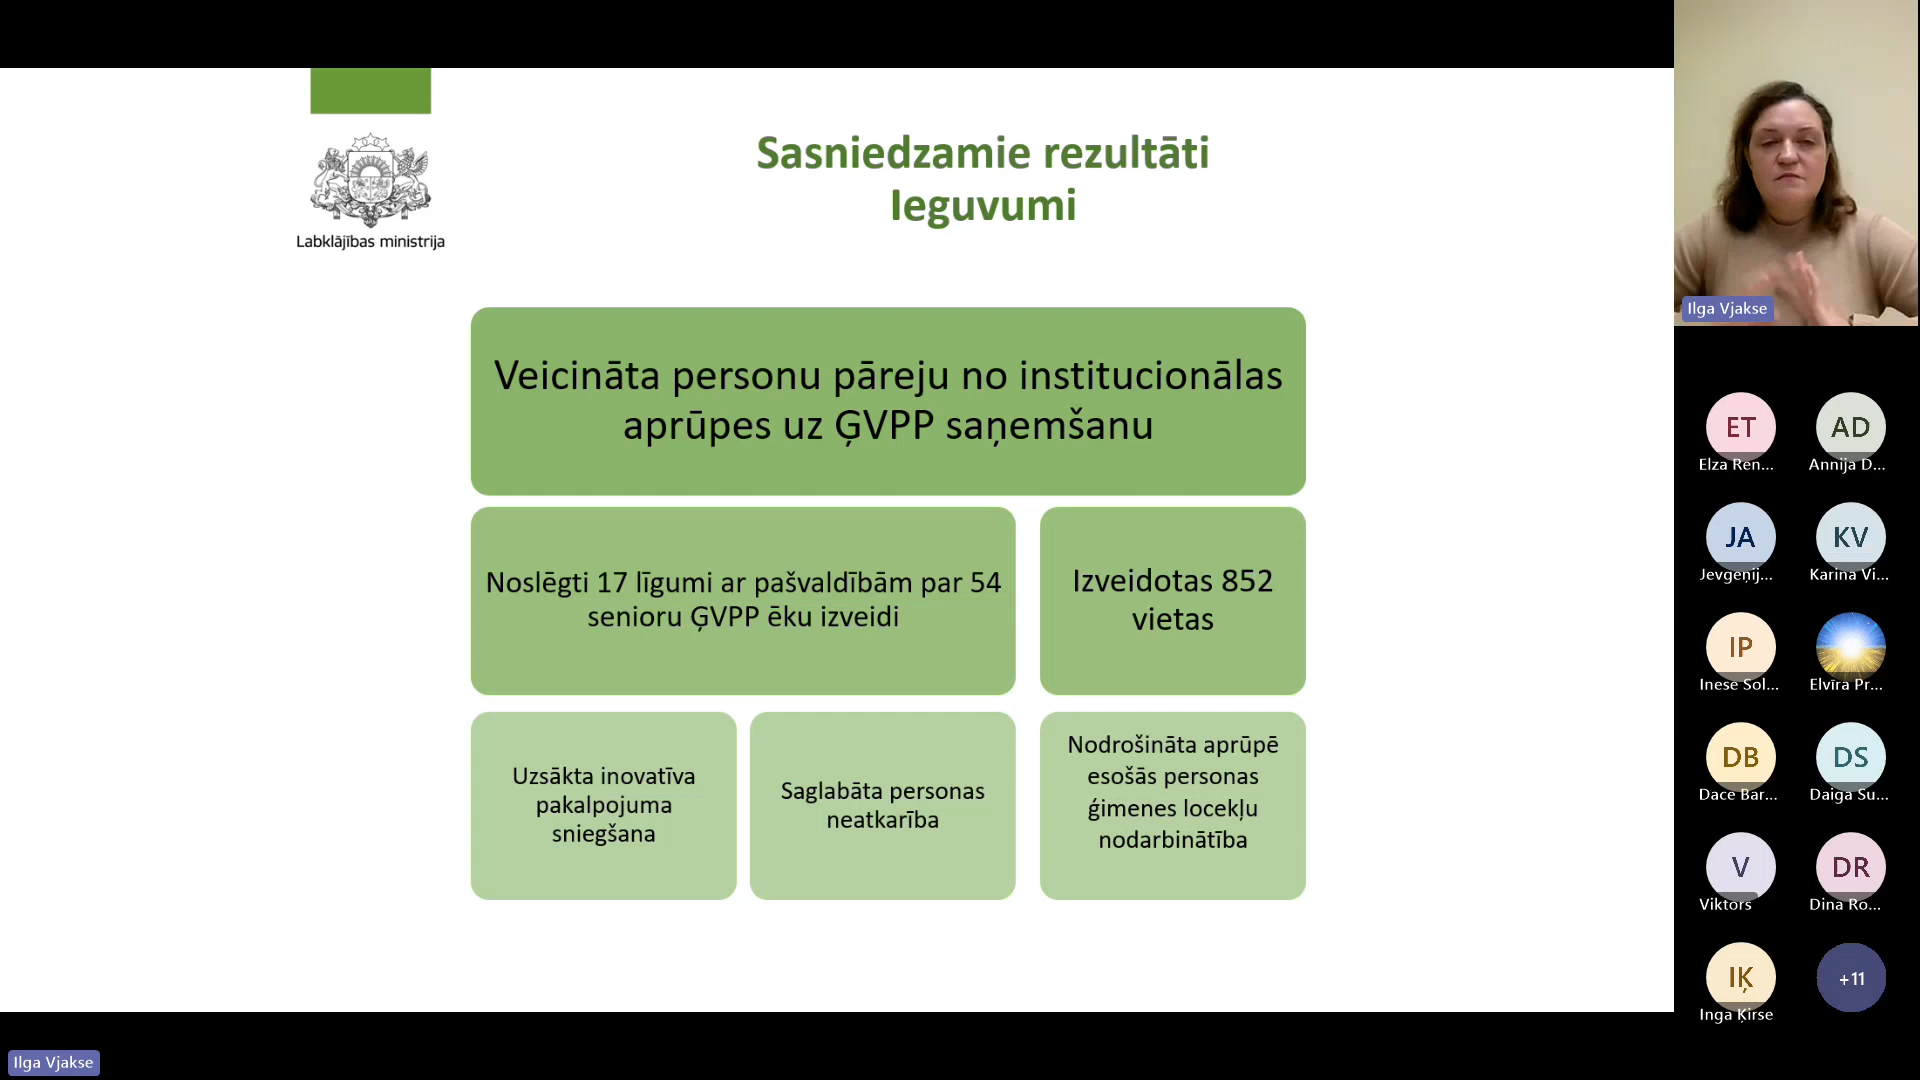 Labklājības ministrija
Sasniedzamie rezultāti
Ieguvumi
Veicināta personu pāreju no institucionālas
aprūpes uz ĢVPP saņemšanu
Noslēgti 17 līgumi ar pašvaldībām par 54
senioru ĢVPP ēku izveidi
Izveidotas 852
vietas
Uzsākta inovatīva
pakalpojuma
sniegšana
Saglabāta personas
neatkarība
Nodrošināta aprūpē
esošās personas
ģimenes locekļu
nodarbinātība
Ilga Vjakse
ET
Elza Ren...
AD
Annija D...
JA
Jevgeņij...
KV
Karina Vi...
IP
Inese Sol...
Elvīra Pr...
DB
Dace Bar...
DS
Daiga Su...
V
Viktors
DR
Dina Ro...
IĶ
Inga Ķirse
+11
Ilga Vjakse